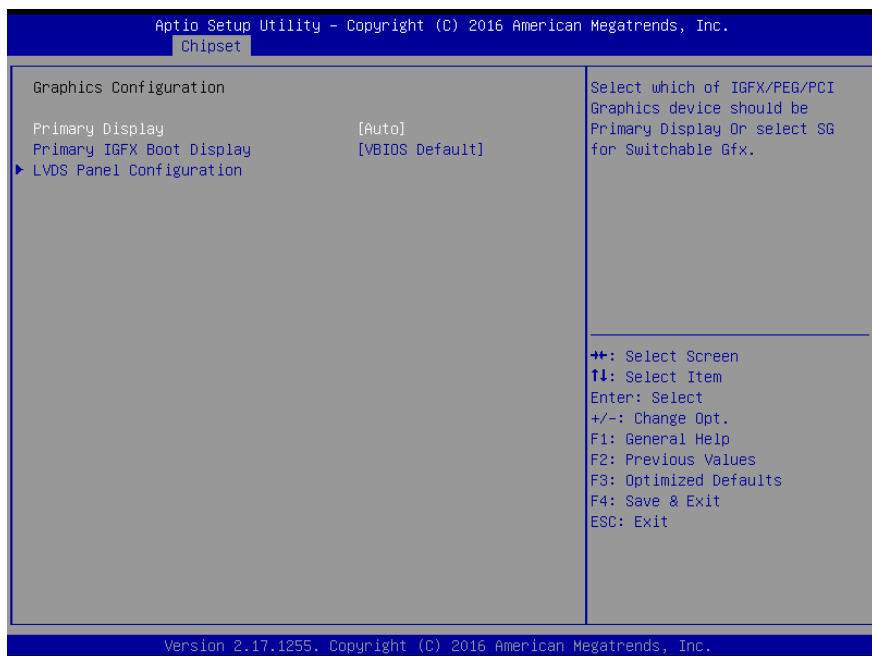 Aptio Setup Utility – Copyright (C) 2016 American Megatrends, Inc.
Chipset
Graphics Configuration
Primary Display [Auto]
Primary IGFX Boot Display [VBIOS Default]
▶ LVDS Panel Configuration
Select which of IGFX/PEG/PCI
Graphics device should be
Primary Display Or select SG
for Switchable Gfx.
→←: Select Screen
↑↓: Select Item
Enter: Select
+/-: Change Opt.
F1: General Help
F2: Previous Values
F3: Optimized Defaults
F4: Save & Exit
ESC: Exit
Version 2.17.1255. Copyright (C) 2016 American Megatrends, Inc.